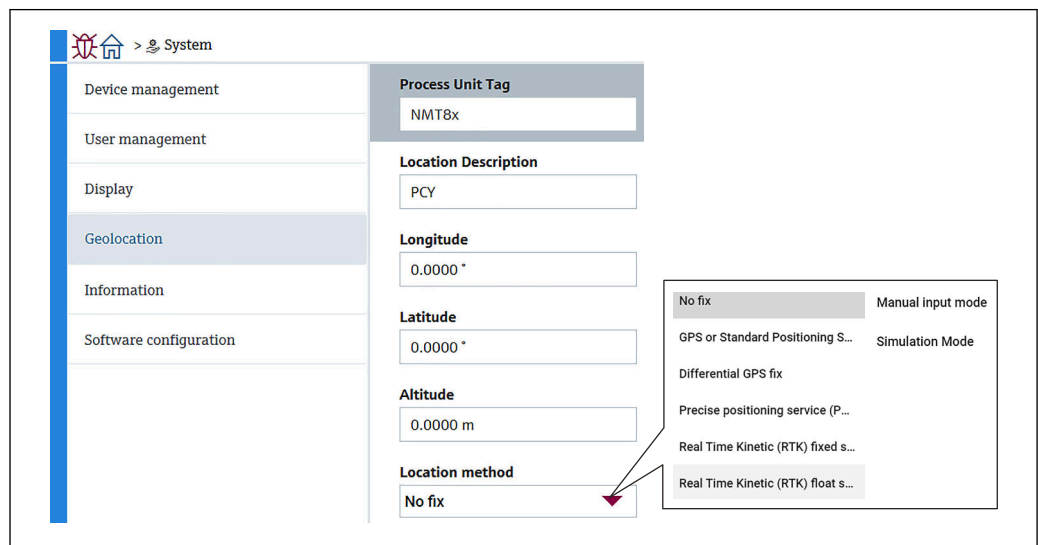 > System
Device management
User management
Display
Geolocation
Information
Software configuration
Process Unit Tag
NMT8x
Location Description
PCY
Longitude
0.0000 °
Latitude
0.0000 °
Altitude
0.0000 m
Location method
No fix
No fix
GPS or Standard Positioning S...
Differential GPS fix
Precise positioning service (P...
Real Time Kinetic (RTK) fixed s...
Real Time Kinetic (RTK) float s...
Manual input mode
Simulation Mode